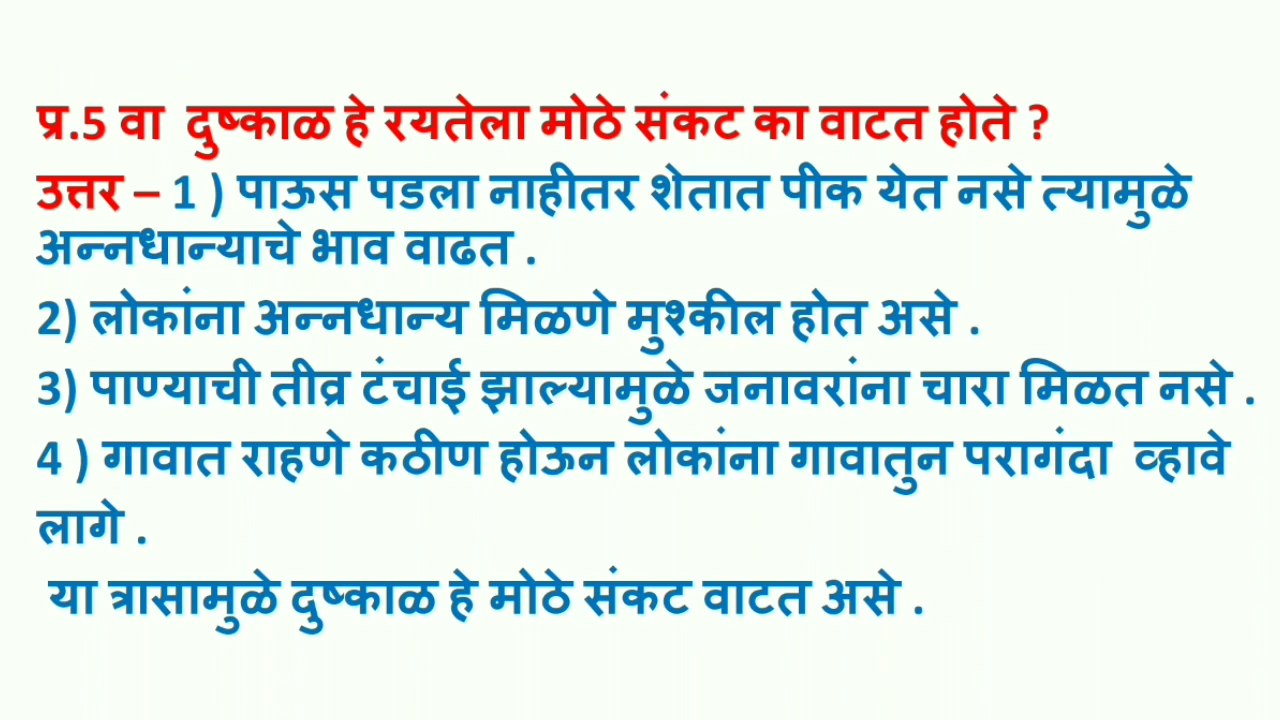 प्र.5 वा दुष्काळ हे रयतेला मोठे संकट का वाटत होते ?
उत्तर – 1 ) पाऊस पडला नाहीतर शेतात पीक येत नसे त्यामुळे
अन्नधान्याचे भाव वाढत .
2) लोकांना अन्नधान्य मिळणे मुश्कील होत असे .
3) पाण्याची तीव्र टंचाई झाल्यामुळे जनावरांना चारा मिळत नसे .
4 ) गावात राहणे कठीण होऊन लोकांना गावातुन परागंदा व्हावे
लागे .
या त्रासामुळे दुष्काळ हे मोठे संकट वाटत असे .